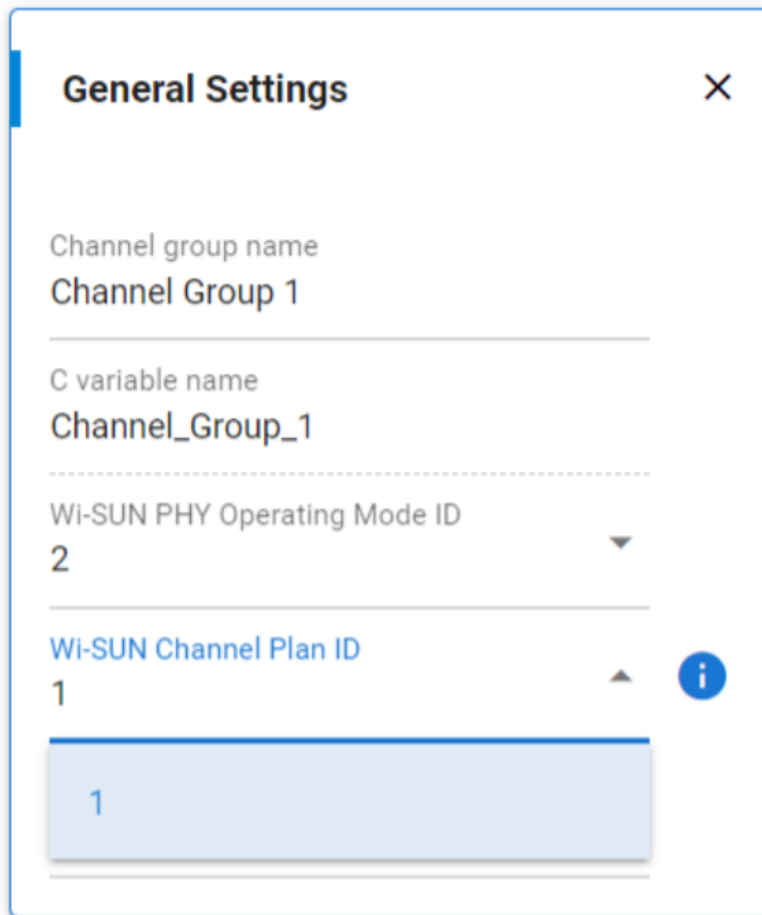 General Settings
Channel group name
Channel Group 1
C variable name
Channel_Group_1
Wi-SUN PHY Operating Mode ID
2
Wi-SUN Channel Plan ID
1
1